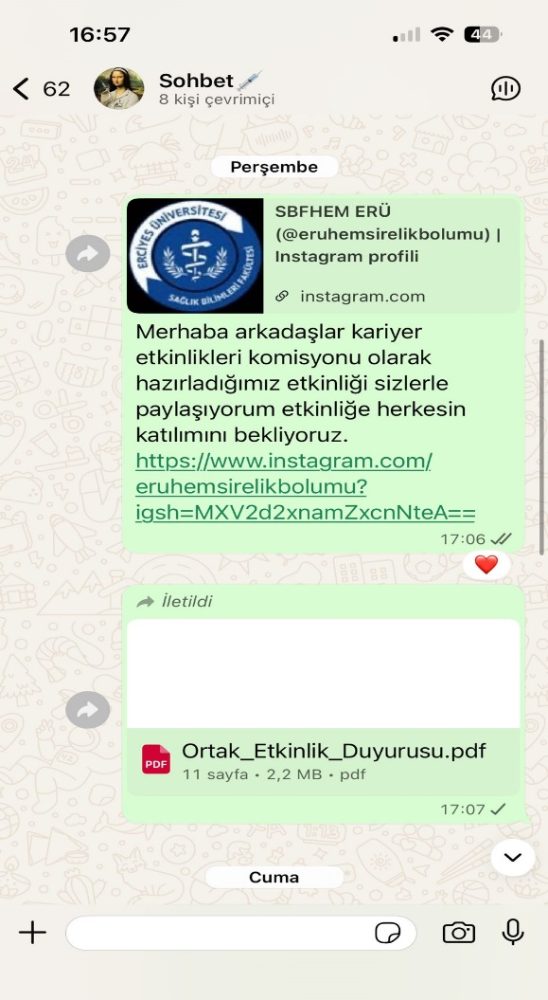 16:57
44
62
Sohbet💉
8 kişi çevrimiçi
Perşembe
ERCİYES ÜNİVERSİTESİ
SAĞLIK BİLİMLERİ FAKÜLTESİ
SBFHEM ERÜ
(@eruhemsirelikbolumu) |
Instagram profili
instagram.com
Merhaba arkadaşlar kariyer
etkinlikleri komisyonu olarak
hazırladığımız etkinliği sizlerle
paylaşıyorum etkinliğe herkesin
katılımını bekliyoruz.
https://www.instagram.com/
eruhemsirelikbolumu?
igsh=MXV2d2xnamZxcnNteA==
17:06
İletildi
PDF
Ortak_Etkinlik_Duyurusu.pdf
11 sayfa • 2,2 MB • pdf
17:07
Cuma